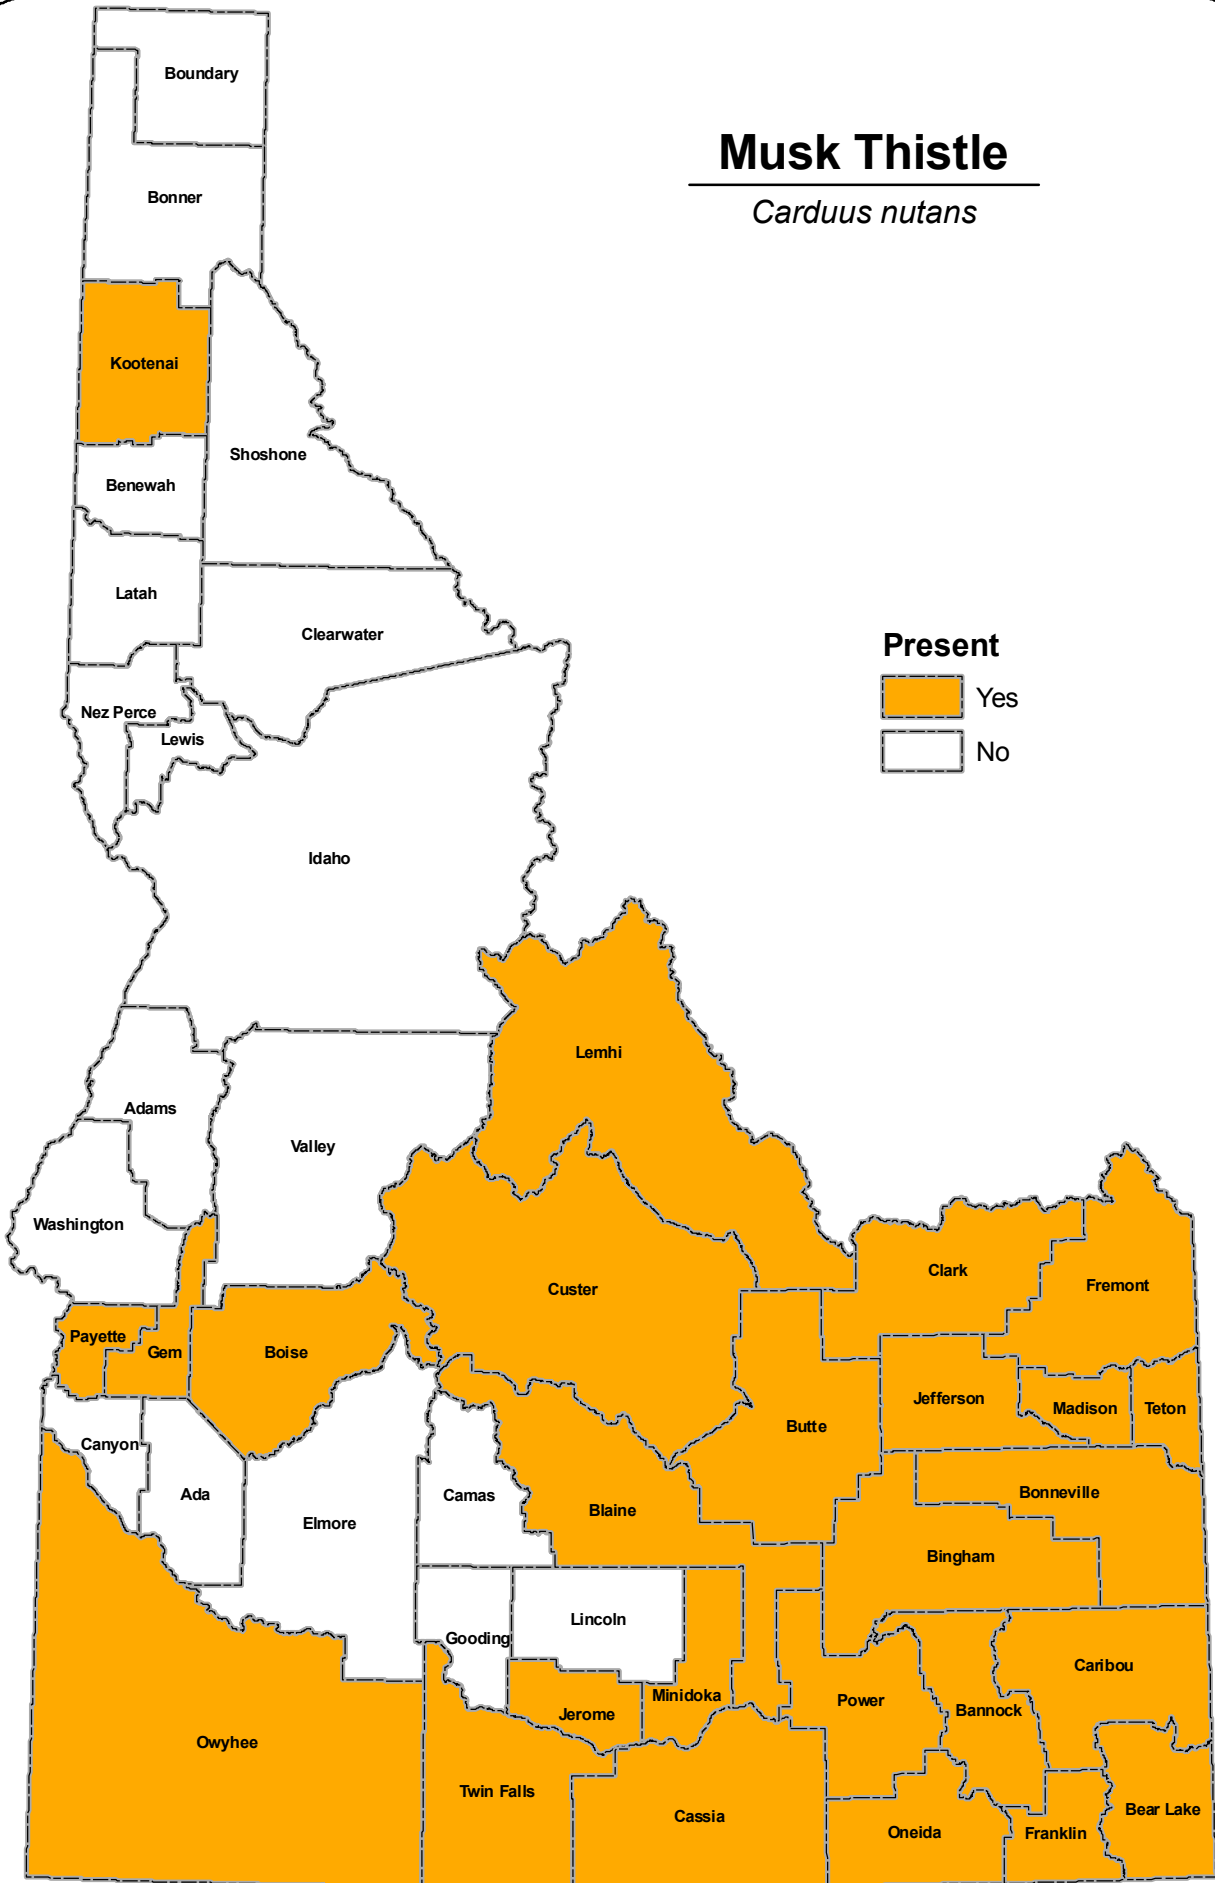 Boundary
Musk Thistle
Carduus nutans
Bonner
Kootenai
Shoshone
Benewah
Latah
Clearwater
Present
Yes
No
Nez Perce
Lewis
Idaho
Lemhi
Adams
Valley
Washington
Clark
Fremont
Custer
Payette
Gem
Boise
Jefferson
Madison
Teton
Butte
Canyon
Ada
Camas
Bonneville
Blaine
Elmore
Bingham
Lincoln
Gooding
Caribou
Minidoka
Power
Bannock
Jerome
Owyhee
Twin Falls
Cassia
Bear Lake
Oneida
Franklin